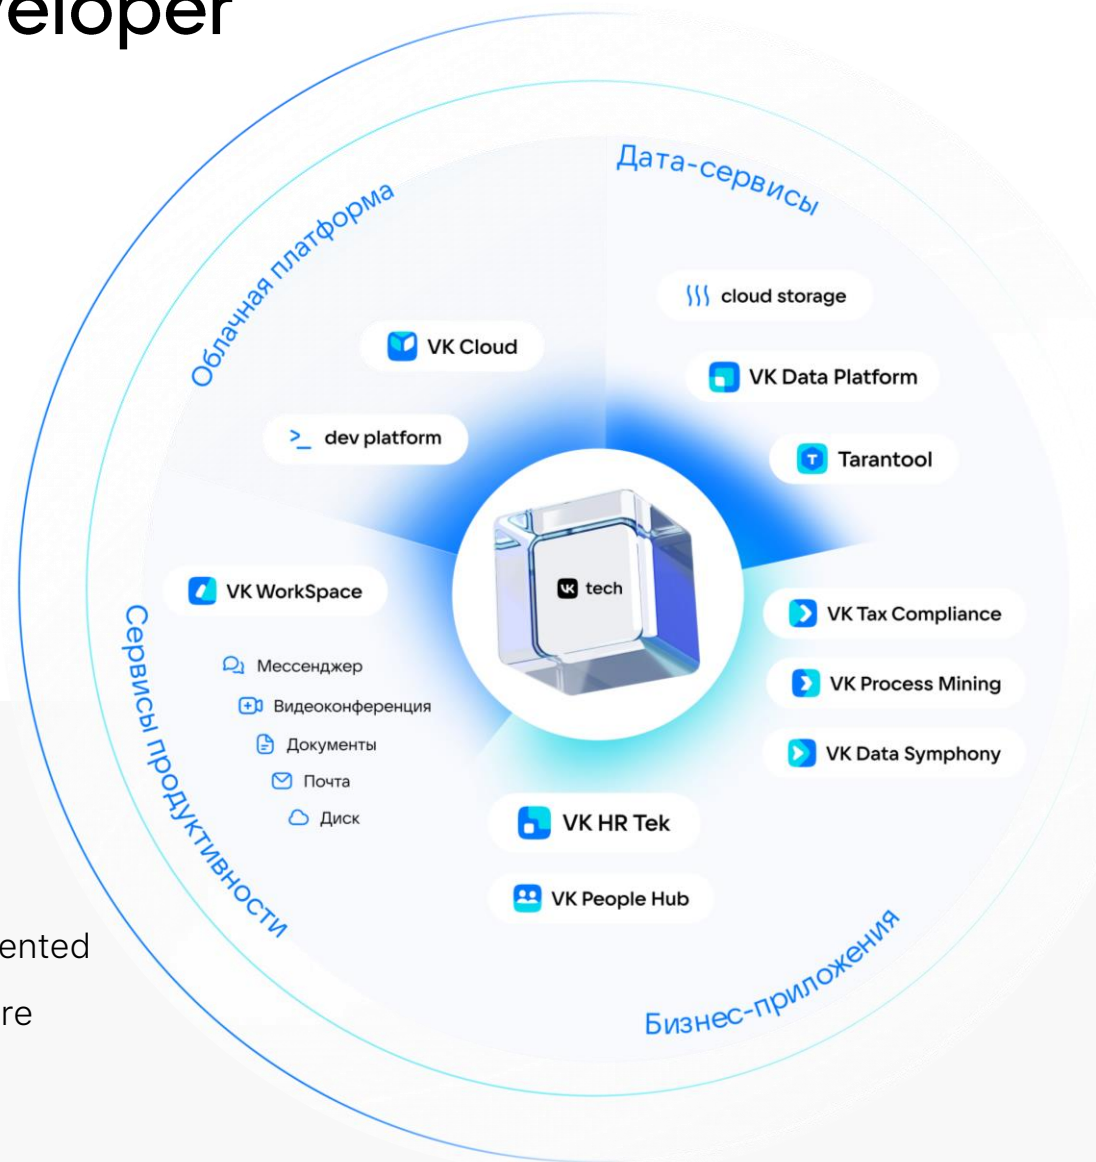 veloper
Облачная платформа
VK Cloud
dev platform
Дата-сервисы
cloud storage
VK Data Platform
Tarantool
VK tech
VK WorkSpace
Мессенджер
Видеоконференция
Документы
Почта
Диск
Сервисы продуктивности
VK Tax Compliance
VK Process Mining
VK Data Symphony
VK HR Tek
VK People Hub
Бизнес-приложения
ented
re